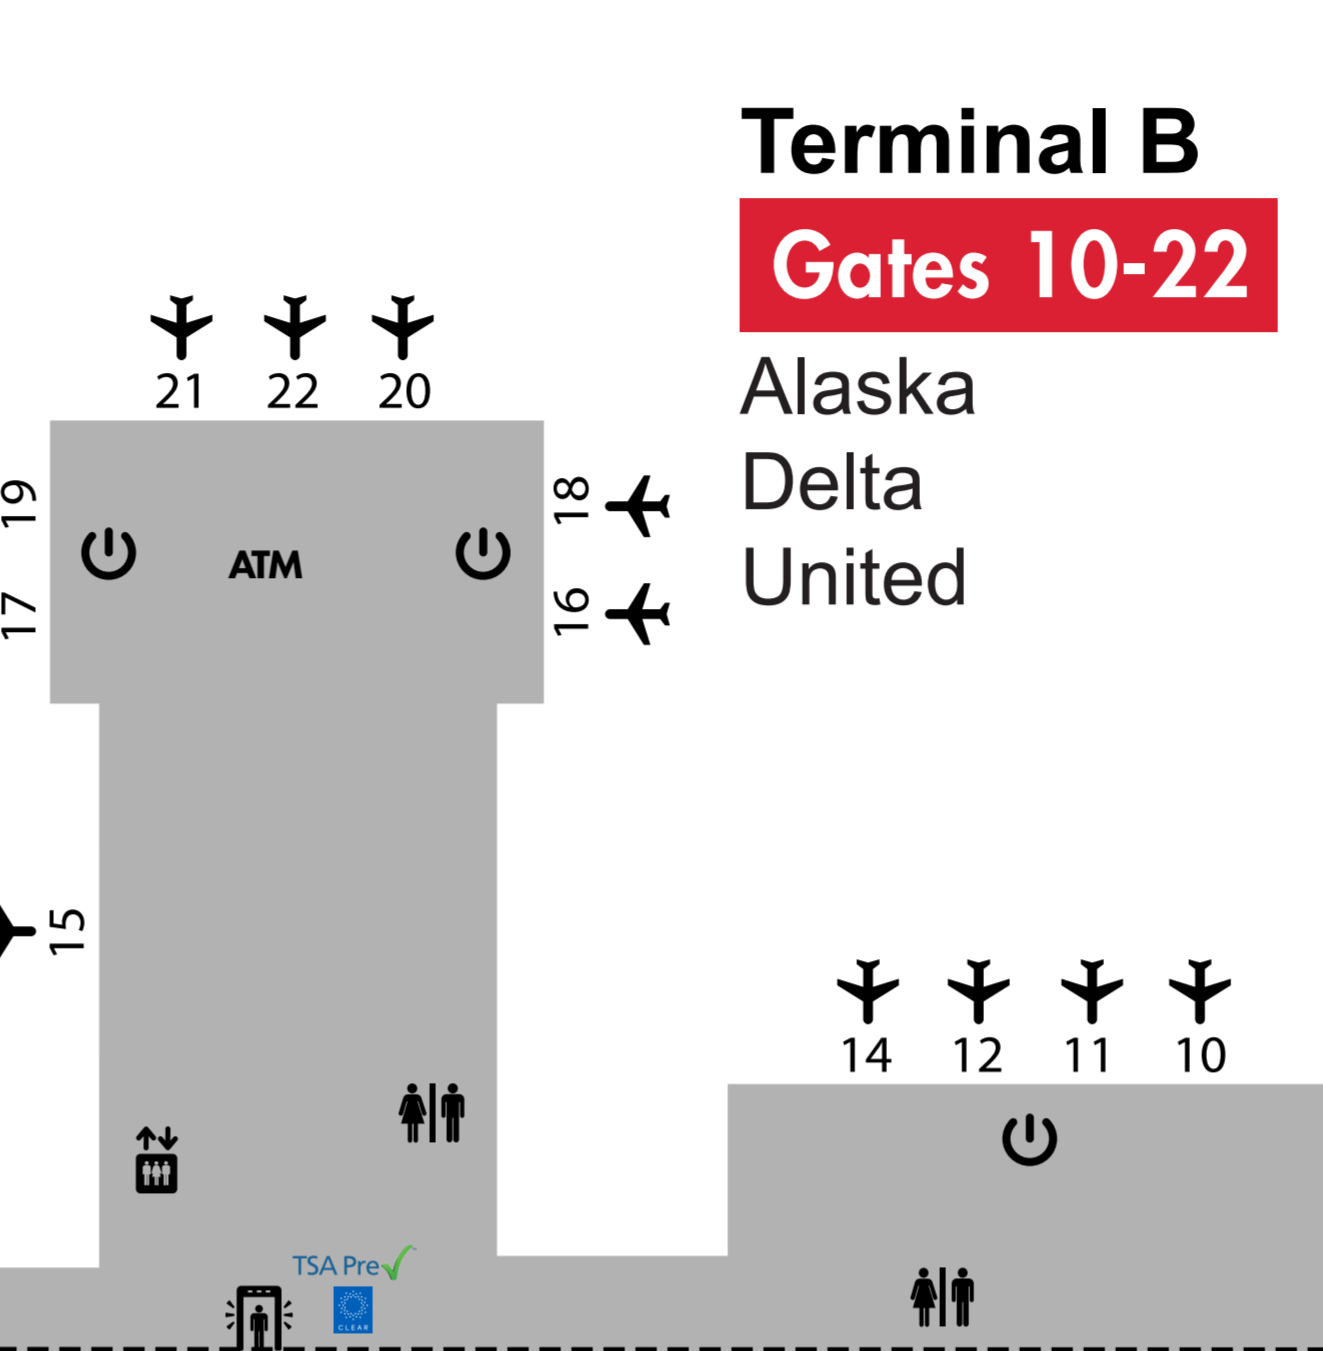 Terminal B
Gates 10-22
Alaska
Delta
United
21 22 20
19
18
ATM
17
16
15
14 12 11 10
TSA Pre
CLEAR